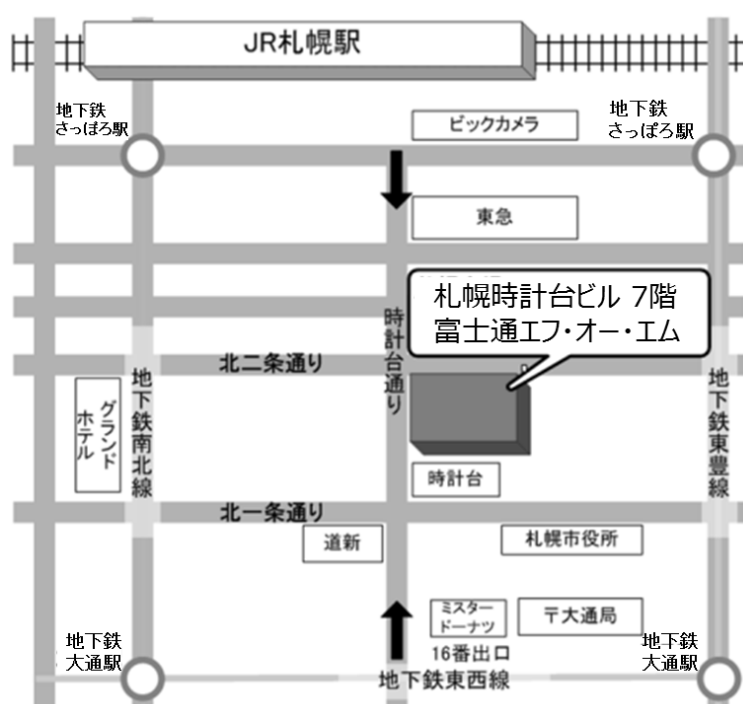 JR札幌駅
地下鉄
さっぽろ駅
ビックカメラ
地下鉄
さっぽろ駅
東急
札幌時計台ビル 7階
富士通エフ・オー・エム
時計台通り
北二条通り
グランド
ホテル
地下鉄南北線
地下鉄東豊線
時計台
北一条通り
道新
札幌市役所
ミスター
ドーナツ
〒大通局
16番出口
地下鉄
大通駅
地下鉄
大通駅
地下鉄東西線